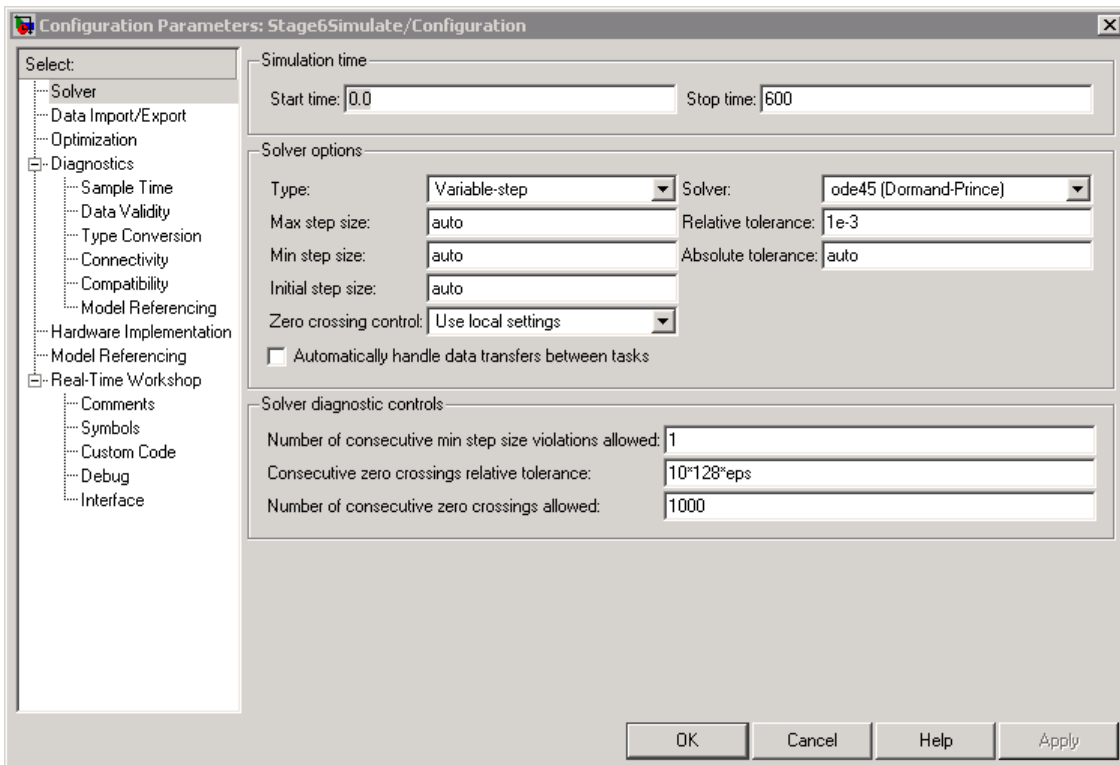 Configuration Parameters: Stage6Simulate/Configuration
Select:
Solver
Data Import/Export
Optimization
Diagnostics
Sample Time
Data Validity
Type Conversion
Connectivity
Compatibility
Model Referencing
Hardware Implementation
Model Referencing
Real-Time Workshop
Comments
Symbols
Custom Code
Debug
Interface
Simulation time
Start time: 0.0 Stop time: 600
Solver options
Type: Variable-step Solver: ode45 (Dormand-Prince)
Max step size: auto Relative tolerance: 1e-3
Min step size: auto Absolute tolerance: auto
Initial step size: auto
Zero crossing control: Use local settings
Automatically handle data transfers between tasks
Solver diagnostic controls
Number of consecutive min step size violations allowed: 1
Consecutive zero crossings relative tolerance: 10*128*eps
Number of consecutive zero crossings allowed: 1000
OK Cancel Help Apply